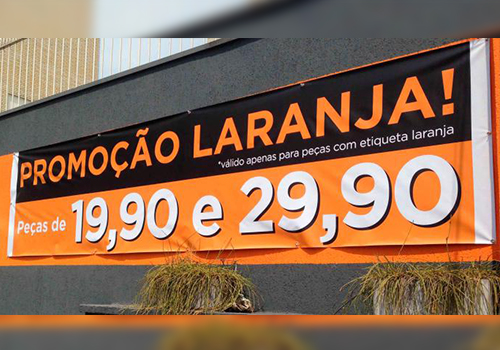 PROMOÇÃO LARANJA!
*válido apenas para peças com etiqueta laranja
Peças de 19,90 e 29,90